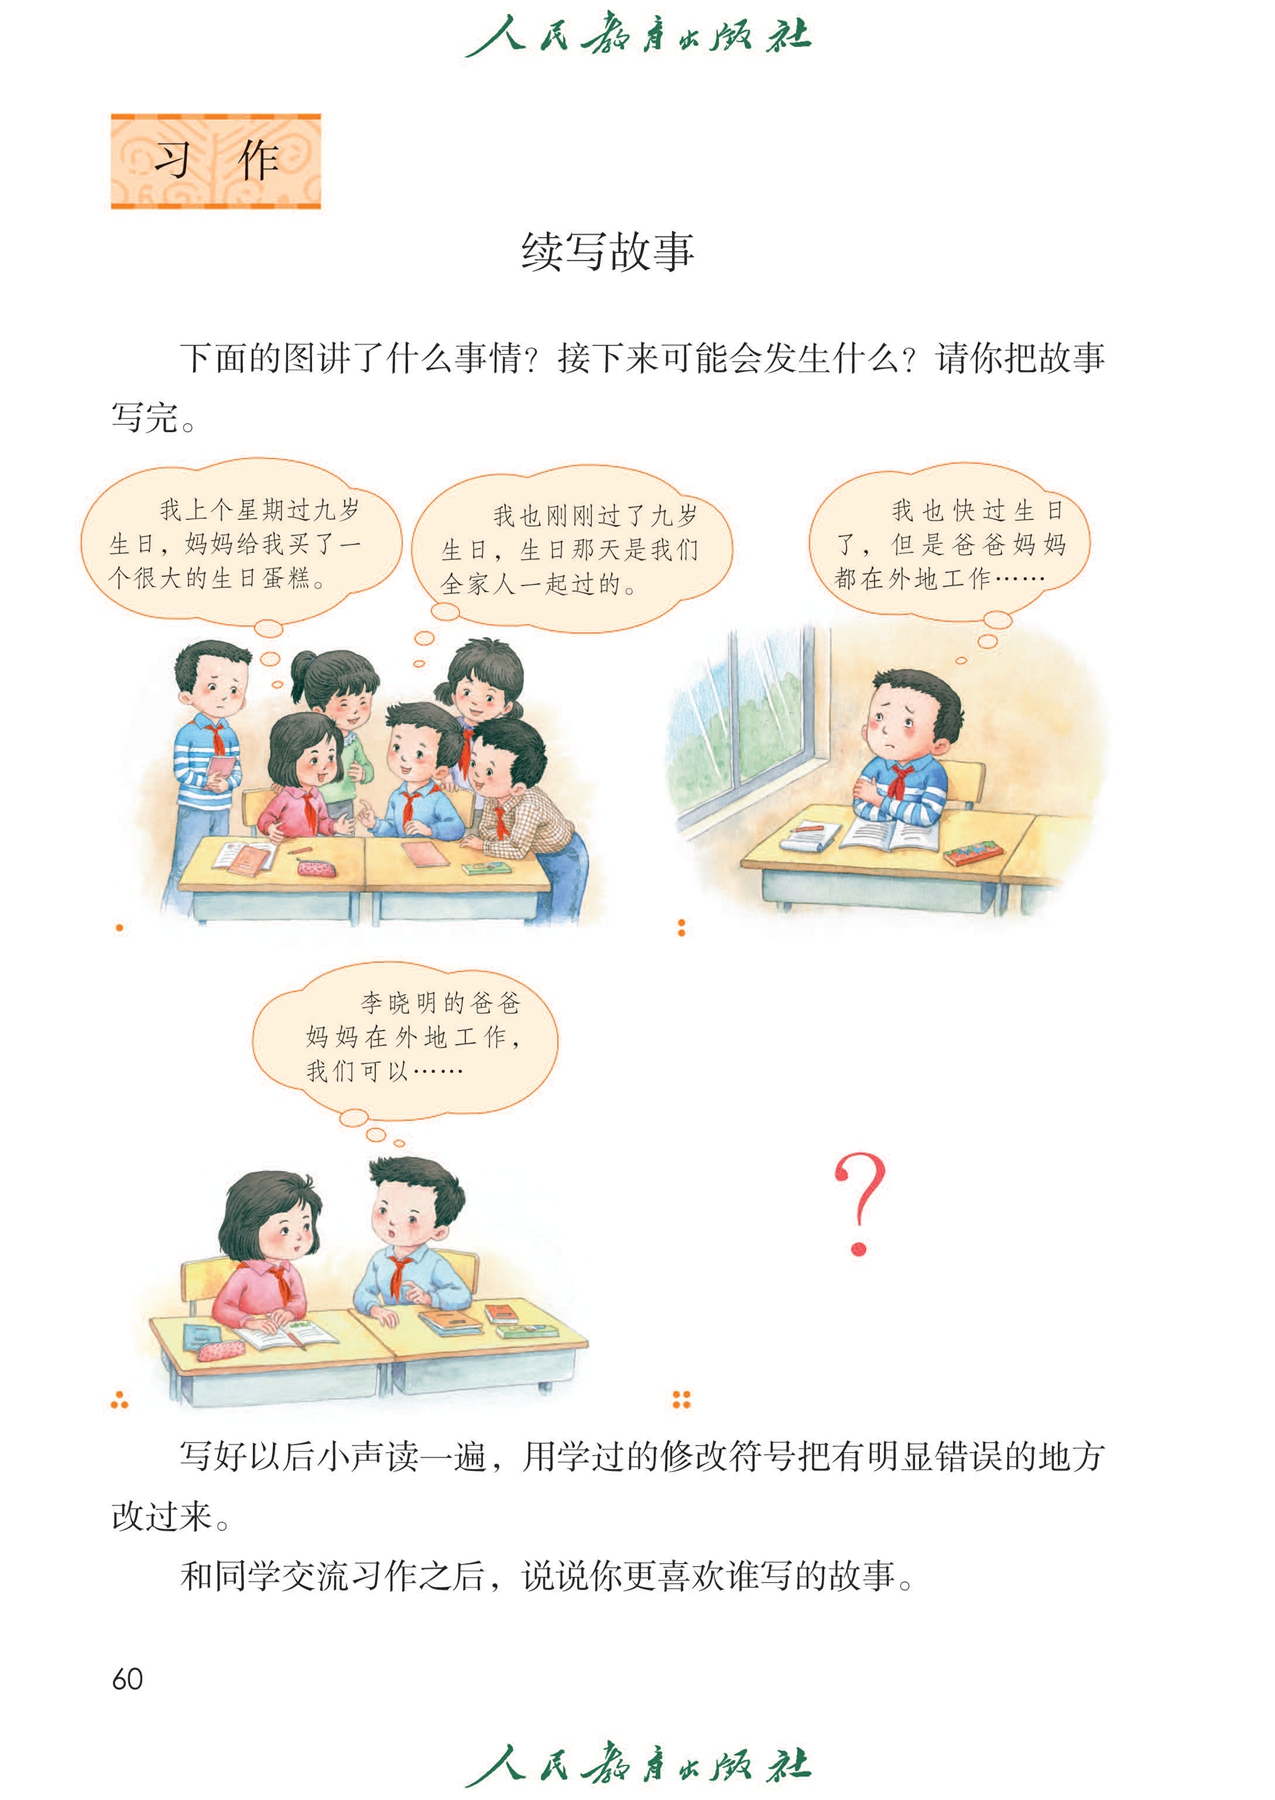 人民教育出版社
习 作
续写故事
下面的图讲了什么事情？接下来可能会发生什么？请你把故事
写完。
我上个星期过九岁
生日，妈妈给我买了一
个很大的生日蛋糕。
我也刚刚过了九岁
生日，生日那天是我们
全家人一起过的。
我也快过生日
了，但是爸爸妈妈
都在外地工作……
李晓明的爸爸
妈妈在外地工作，
我们可以……
？
写好以后小声读一遍，用学过的修改符号把有明显错误的地方
改过来。
和同学交流习作之后，说说你更喜欢谁写的故事。
60
人民教育出版社